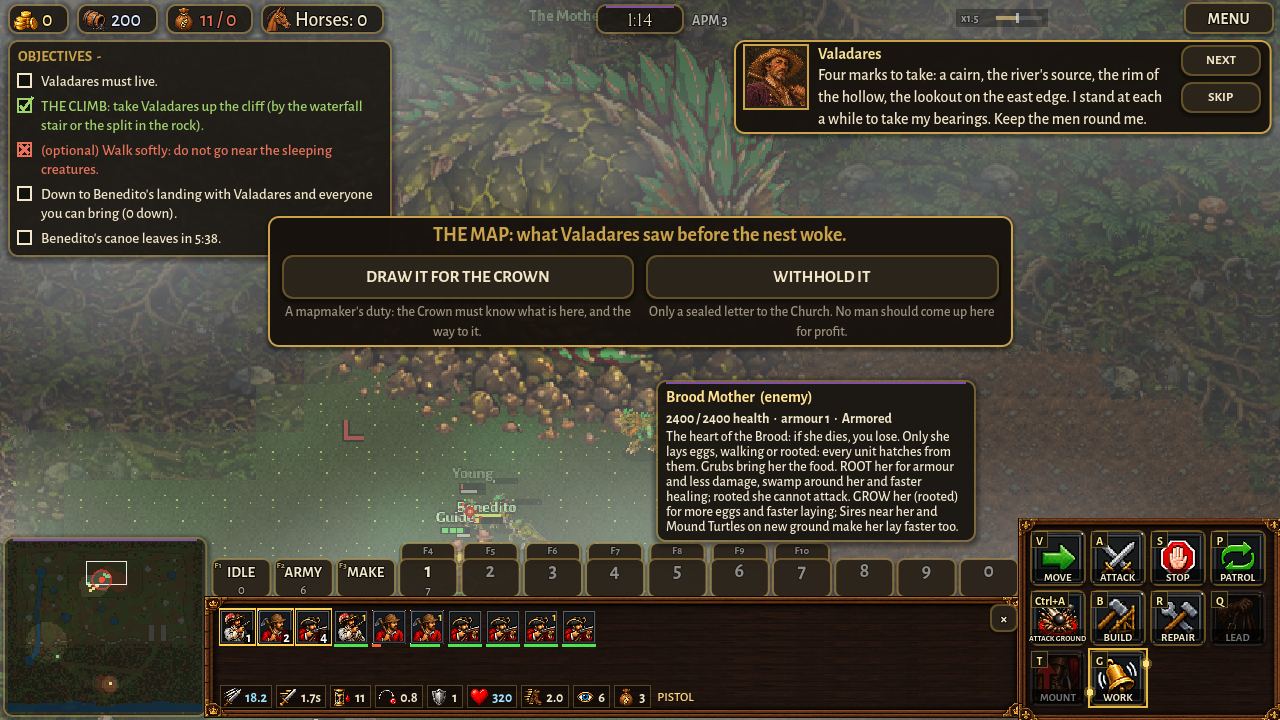 0
200
11 / 0
Horses: 0
The Mothe
1:14
APM 3
x1.5
MENU
OBJECTIVES -
Valadares must live.
THE CLIMB: take Valadares up the cliff (by the waterfall
stair or the split in the rock).
(optional) Walk softly: do not go near the sleeping
creatures.
Down to Benedito's landing with Valadares and everyone
you can bring (0 down).
Benedito's canoe leaves in 5:38.
Valadares
Four marks to take: a cairn, the river's source, the rim of
the hollow, the lookout on the east edge. I stand at each
a while to take my bearings. Keep the men round me.
NEXT
SKIP
THE MAP: what Valadares saw before the nest woke.
DRAW IT FOR THE CROWN
A mapmaker's duty: the Crown must know what is here, and the
way to it.
WITHHOLD IT
Only a sealed letter to the Church. No man should come up here
for profit.
Brood Mother (enemy)
2400 / 2400 health · armour 1 · Armored
The heart of the Brood: if she dies, you lose. Only she
lays eggs, walking or rooted: every unit hatches from
them. Grubs bring her the food. ROOT her for armour
and less damage, swamp around her and faster
healing; rooted she cannot attack. GROW her (rooted)
for more eggs and faster laying; Sires near her and
Mound Turtles on new ground make her lay faster too.
Young
Benedito
Guide
F1 IDLE 0
F2 ARMY 6
F3 MAKE
F4 1 7
F5 2
F6 3
F7 4
F8 5
F9 6
F10 7
8
9
0
1
2
4
1
1
×
18.2
1.7s
11
0.8
1
320
2.0
6
3
PISTOL
V MOVE
A ATTACK
S STOP
P PATROL
Ctrl+A ATTACK GROUND
B BUILD
R REPAIR
Q LEAD
T MOUNT
G WORK